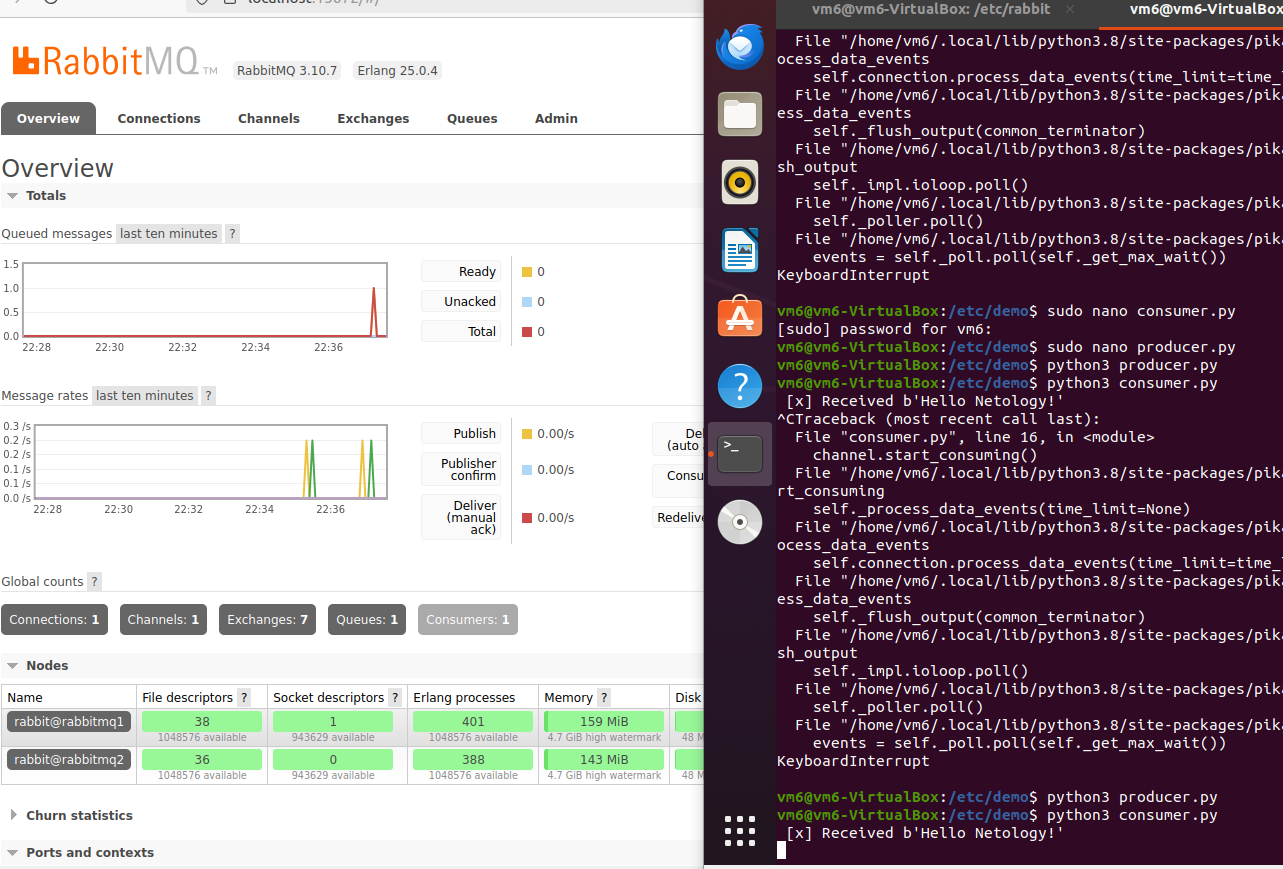 RabbitMQ TM
RabbitMQ 3.10.7
Erlang 25.0.4
Overview
Connections
Channels
Exchanges
Queues
Admin
Overview
Totals
Queued messages last ten minutes ?
1.5
1.0
0.5
0.0
22:28 22:30 22:32 22:34 22:36
Ready 0
Unacked 0
Total 0
Message rates last ten minutes ?
0.3 /s
0.2 /s
0.2 /s
0.1 /s
0.1 /s
0.0 /s
22:28 22:30 22:32 22:34 22:36
Publish 0.00/s
Publisher
confirm 0.00/s
Deliver
(manual
ack) 0.00/s
Del
(auto
Consu
Redelive
Global counts ?
Connections: 1
Channels: 1
Exchanges: 7
Queues: 1
Consumers: 1
Nodes
Name File descriptors ? Socket descriptors ? Erlang processes Memory ? Disk
rabbit@rabbitmq1 38 1 401 159 MiB
1048576 available 943629 available 1048576 available 4.7 GiB high watermark 48 M
rabbit@rabbitmq2 36 0 388 143 MiB
1048576 available 943629 available 1048576 available 4.7 GiB high watermark 48 M
Churn statistics
Ports and contexts
vm6@vm6-VirtualBox: /etc/rabbit ×
vm6@vm6-VirtualBox
File "/home/vm6/.local/lib/python3.8/site-packages/pika
ocess_data_events
self.connection.process_data_events(time_limit=time_
File "/home/vm6/.local/lib/python3.8/site-packages/pika
ess_data_events
self._flush_output(common_terminator)
File "/home/vm6/.local/lib/python3.8/site-packages/pika
sh_output
self._impl.ioloop.poll()
File "/home/vm6/.local/lib/python3.8/site-packages/pika
self._poller.poll()
File "/home/vm6/.local/lib/python3.8/site-packages/pika
events = self._poll.poll(self._get_max_wait())
KeyboardInterrupt
vm6@vm6-VirtualBox:/etc/demo$ sudo nano consumer.py
[sudo] password for vm6:
vm6@vm6-VirtualBox:/etc/demo$ sudo nano producer.py
vm6@vm6-VirtualBox:/etc/demo$ python3 producer.py
vm6@vm6-VirtualBox:/etc/demo$ python3 consumer.py
[x] Received b'Hello Netology!'
^CTraceback (most recent call last):
File "consumer.py", line 16, in <module>
channel.start_consuming()
File "/home/vm6/.local/lib/python3.8/site-packages/pika
rt_consuming
self._process_data_events(time_limit=None)
File "/home/vm6/.local/lib/python3.8/site-packages/pika
ocess_data_events
self.connection.process_data_events(time_limit=time_
File "/home/vm6/.local/lib/python3.8/site-packages/pika
ess_data_events
self._flush_output(common_terminator)
File "/home/vm6/.local/lib/python3.8/site-packages/pika
sh_output
self._impl.ioloop.poll()
File "/home/vm6/.local/lib/python3.8/site-packages/pika
self._poller.poll()
File "/home/vm6/.local/lib/python3.8/site-packages/pika
events = self._poll.poll(self._get_max_wait())
KeyboardInterrupt
vm6@vm6-VirtualBox:/etc/demo$ python3 producer.py
vm6@vm6-VirtualBox:/etc/demo$ python3 consumer.py
[x] Received b'Hello Netology!'